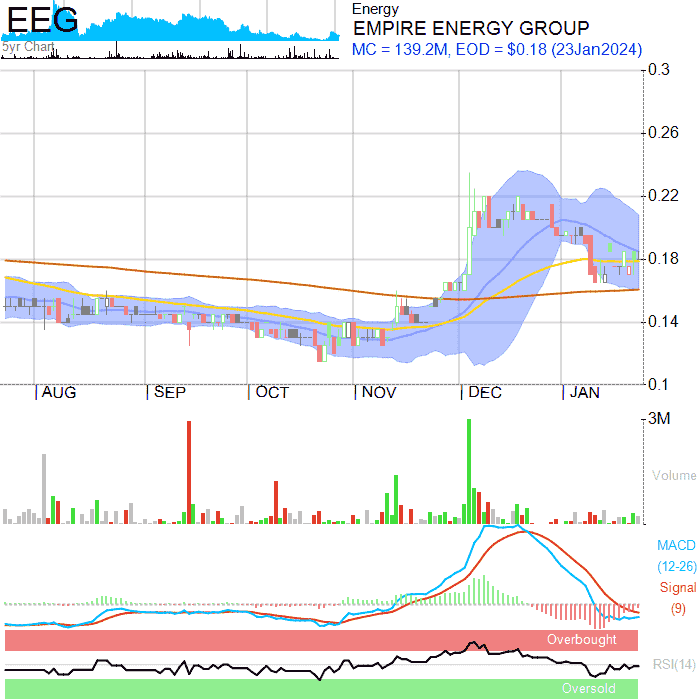 EEG
5yr Chart
Energy
EMPIRE ENERGY GROUP
MC = 139.2M, EOD = $0.18 (23Jan2024)
0.3
0.26
0.22
0.18
0.14
0.1
AUG SEP OCT NOV DEC JAN
3M
Volume
MACD
(12-26)
Signal
(9)
Overbought
RSI(14)
Oversold